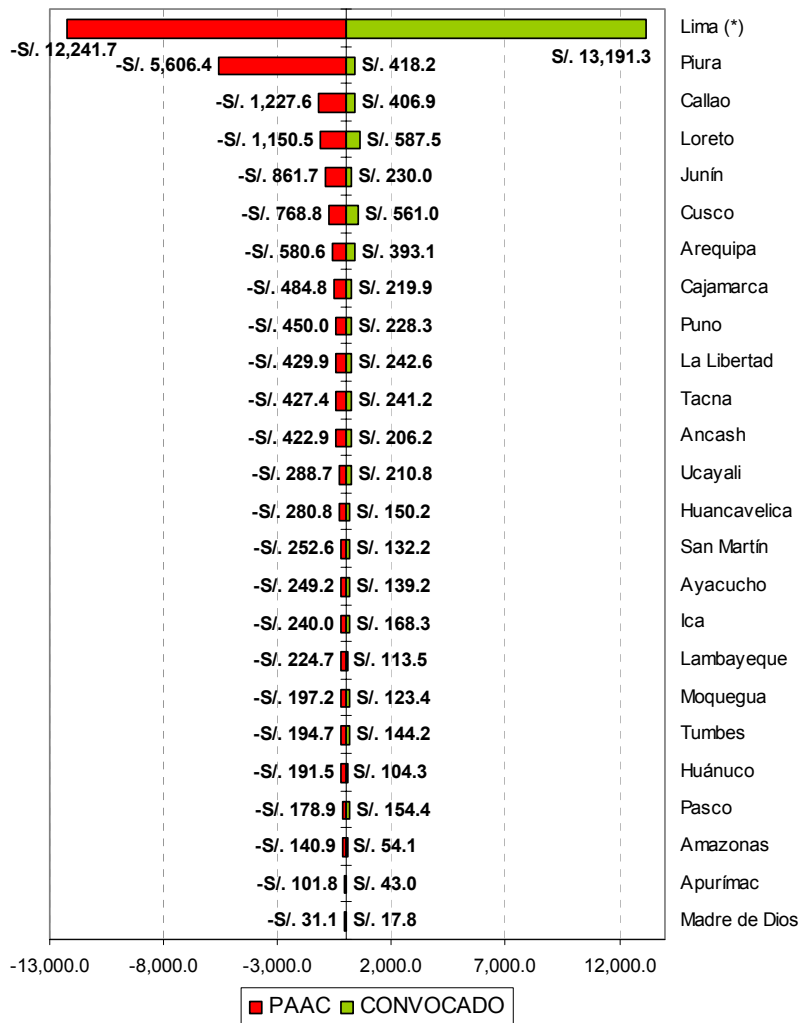 Lima (*)
-S/. 12,241.7 S/. 13,191.3
-S/. 5,606.4 S/. 418.2 Piura
-S/. 1,227.6 S/. 406.9 Callao
-S/. 1,150.5 S/. 587.5 Loreto
-S/. 861.7 S/. 230.0 Junín
-S/. 768.8 S/. 561.0 Cusco
-S/. 580.6 S/. 393.1 Arequipa
-S/. 484.8 S/. 219.9 Cajamarca
-S/. 450.0 S/. 228.3 Puno
-S/. 429.9 S/. 242.6 La Libertad
-S/. 427.4 S/. 241.2 Tacna
-S/. 422.9 S/. 206.2 Ancash
-S/. 288.7 S/. 210.8 Ucayali
-S/. 280.8 S/. 150.2 Huancavelica
-S/. 252.6 S/. 132.2 San Martín
-S/. 249.2 S/. 139.2 Ayacucho
-S/. 240.0 S/. 168.3 Ica
-S/. 224.7 S/. 113.5 Lambayeque
-S/. 197.2 S/. 123.4 Moquegua
-S/. 194.7 S/. 144.2 Tumbes
-S/. 191.5 S/. 104.3 Huánuco
-S/. 178.9 S/. 154.4 Pasco
-S/. 140.9 S/. 54.1 Amazonas
-S/. 101.8 S/. 43.0 Apurímac
-S/. 31.1 S/. 17.8 Madre de Dios
-13,000.0 -8,000.0 -3,000.0 2,000.0 7,000.0 12,000.0
PAAC CONVOCADO